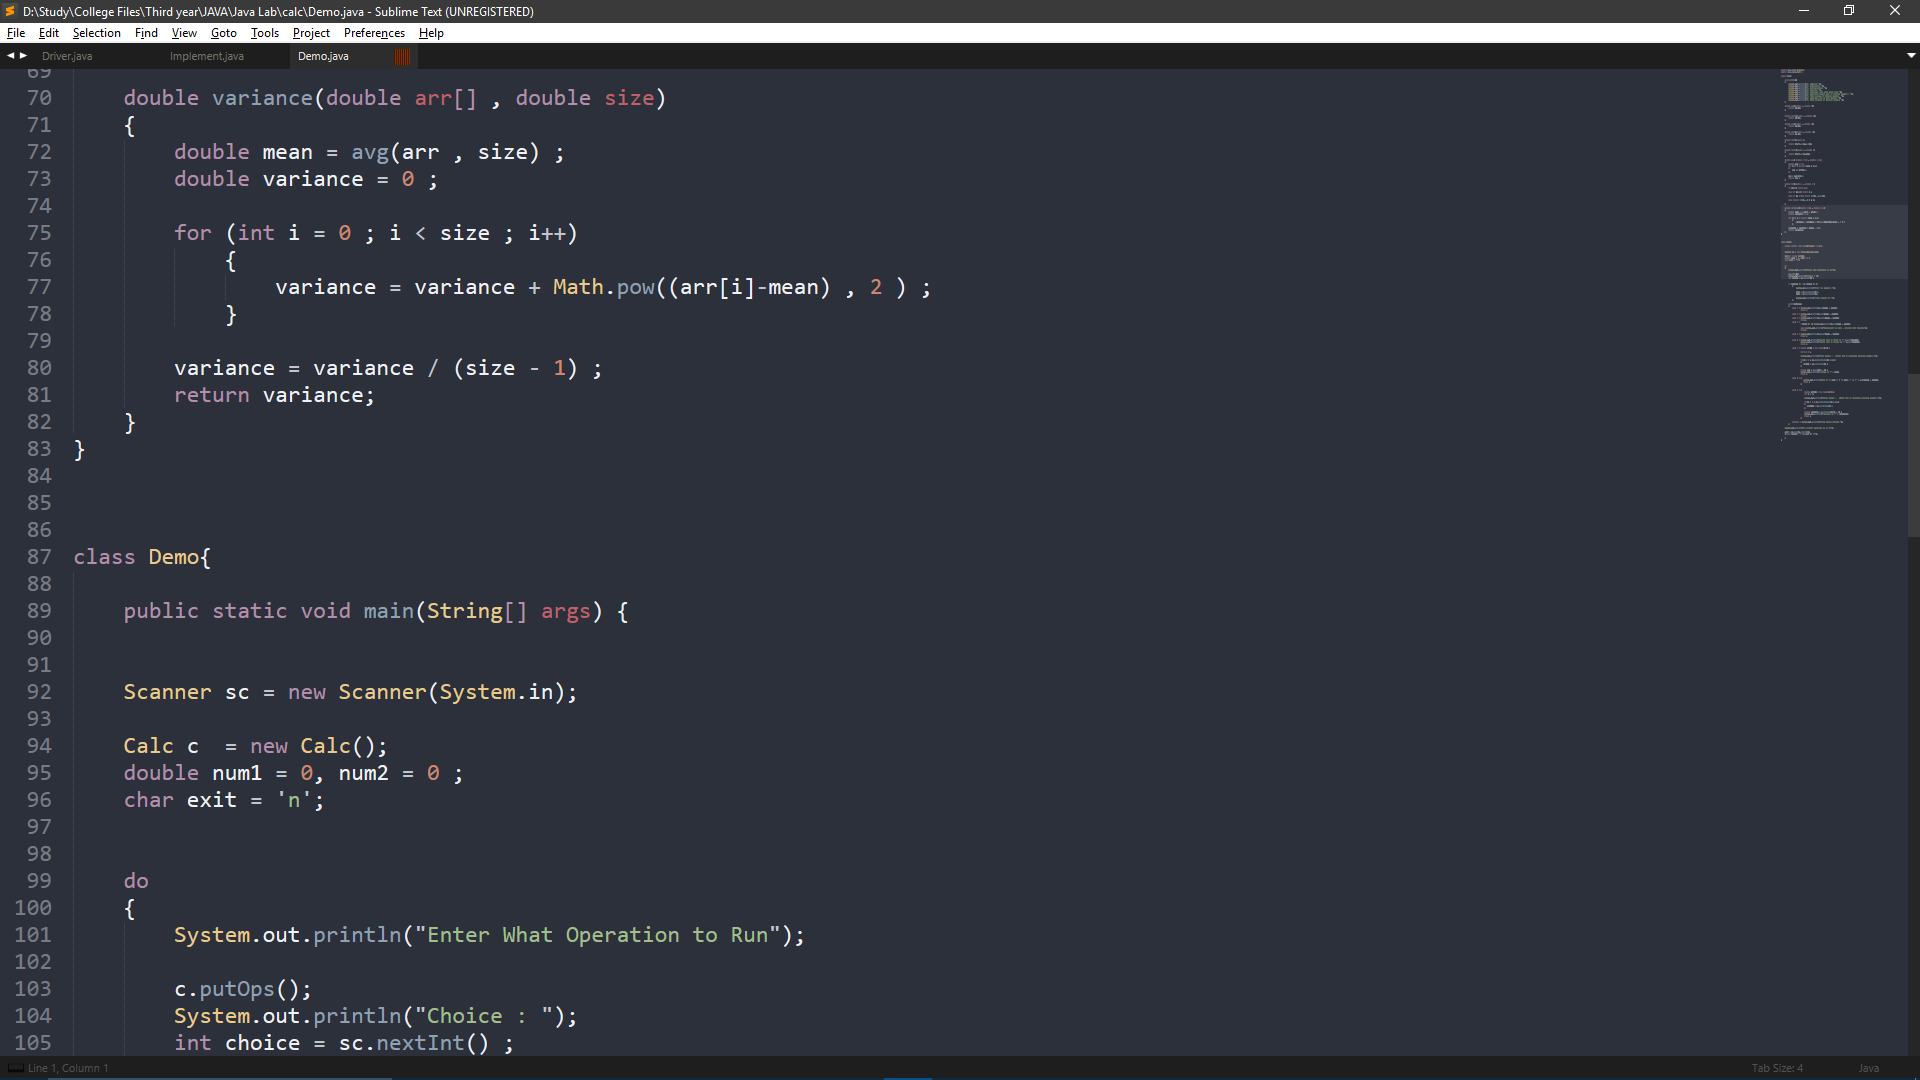 D:\Study\College Files\Third year\JAVA\Java Lab\calc\Demo.java - Sublime Text (UNREGISTERED)
File Edit Selection Find View Goto Tools Project Preferences Help
Driver.java Implement.java Demo.java
69
70 double variance(double arr[] , double size)
71 {
72 double mean = avg(arr , size) ;
73 double variance = 0 ;
74
75 for (int i = 0 ; i < size ; i++)
76 {
77 variance = variance + Math.pow((arr[i]-mean) , 2 ) ;
78 }
79
80 variance = variance / (size - 1) ;
81 return variance;
82 }
83 }
84
85
86
87 class Demo{
88
89 public static void main(String[] args) {
90
91
92 Scanner sc = new Scanner(System.in);
93
94 Calc c  = new Calc();
95 double num1 = 0, num2 = 0 ;
96 char exit = 'n';
97
98
99 do
100 {
101 System.out.println("Enter What Operation to Run");
102
103 c.putOps();
104 System.out.println("Choice : ");
105 int choice = sc.nextInt() ;
Line 1, Column 1 Tab Size: 4 Java